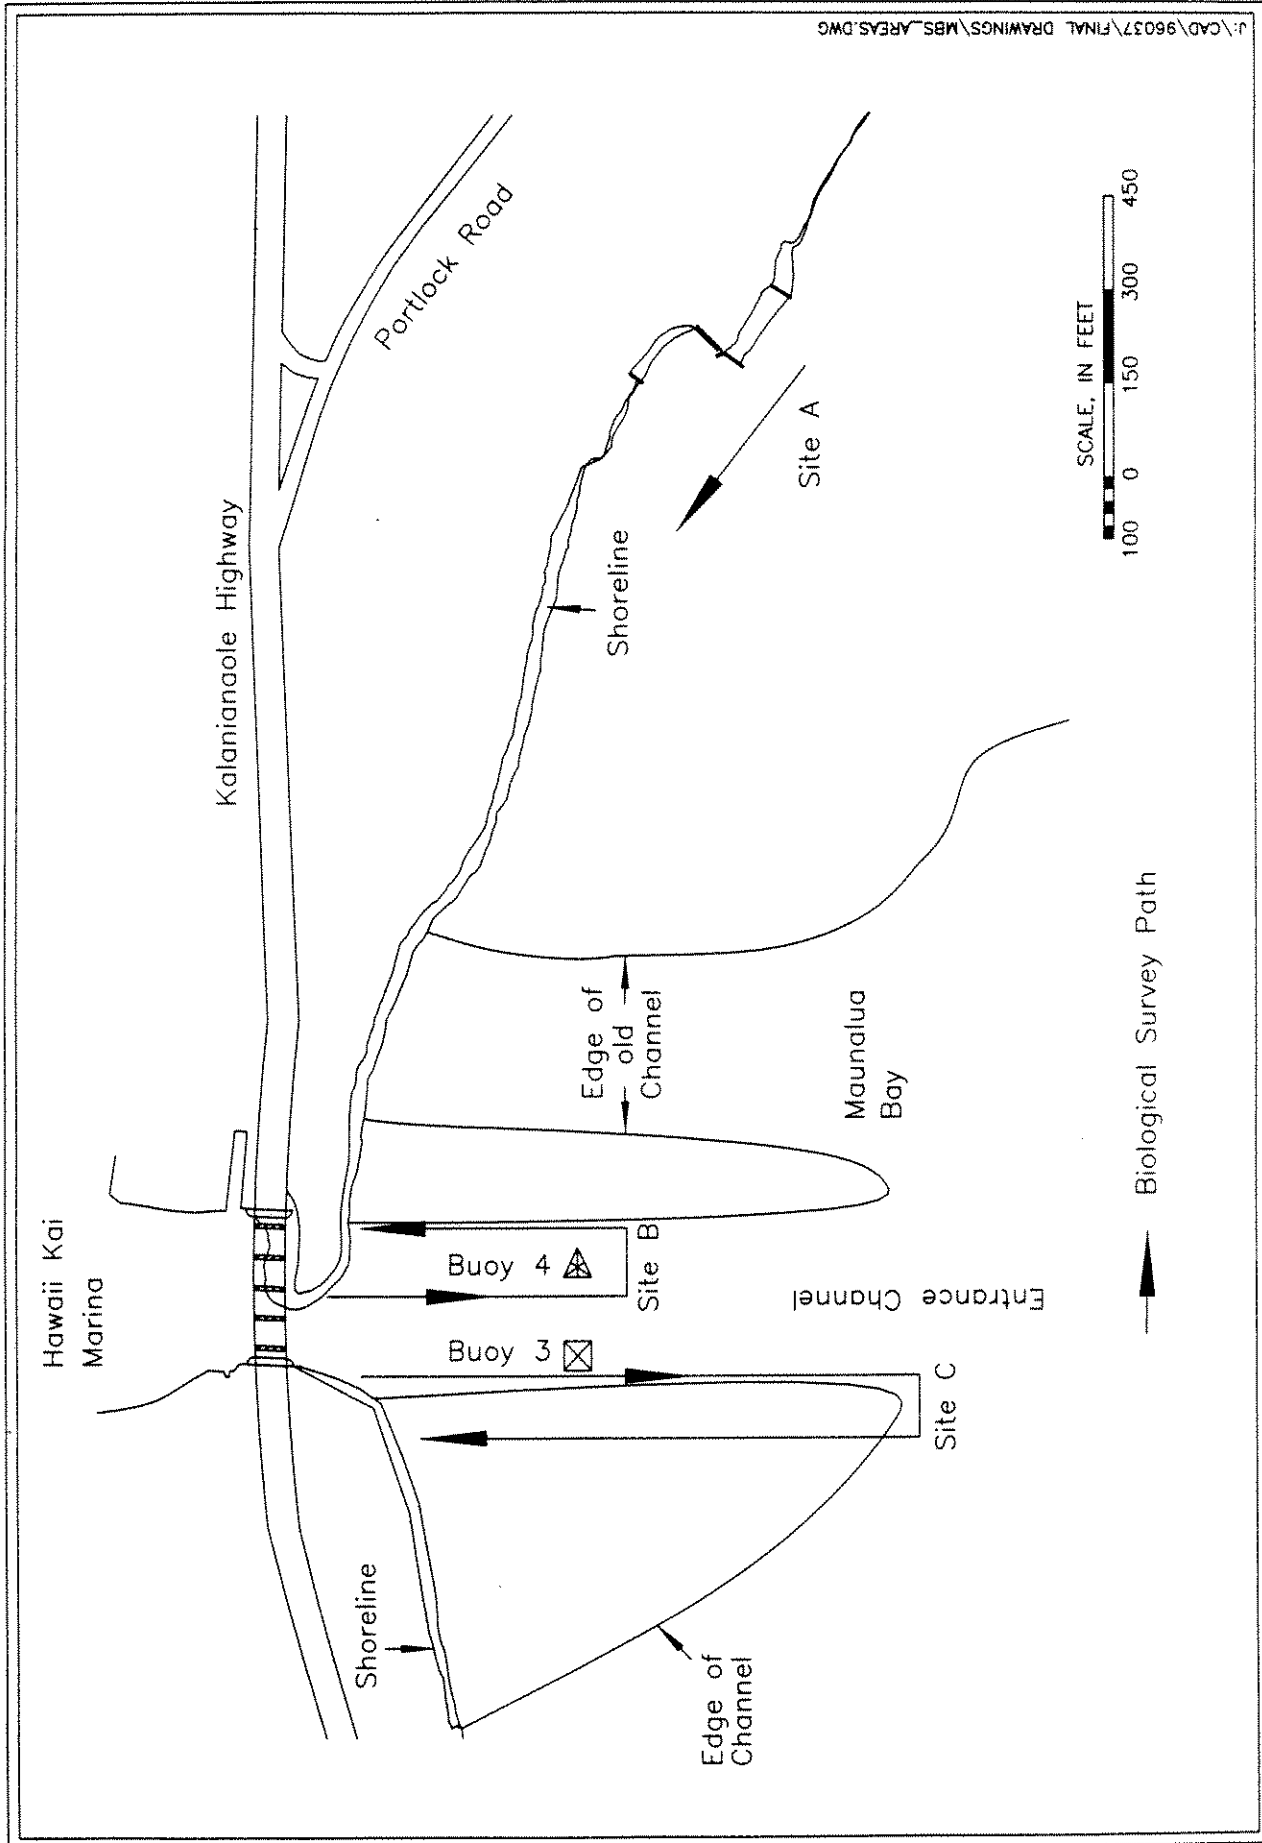 J:\CAD\96037\FINAL DRAWINGS\MBS_AREAS.DWG
Hawaii Kai
Marina
Kalanianaole Highway
Portlock Road
Shoreline
Shoreline
Buoy 3
Buoy 4
Site B
Edge of
old
Channel
Site A
Edge of
Channel
Site C
Entrance Channel
Maunalua
Bay
SCALE, IN FEET
100 0 150 300 450
Biological Survey Path